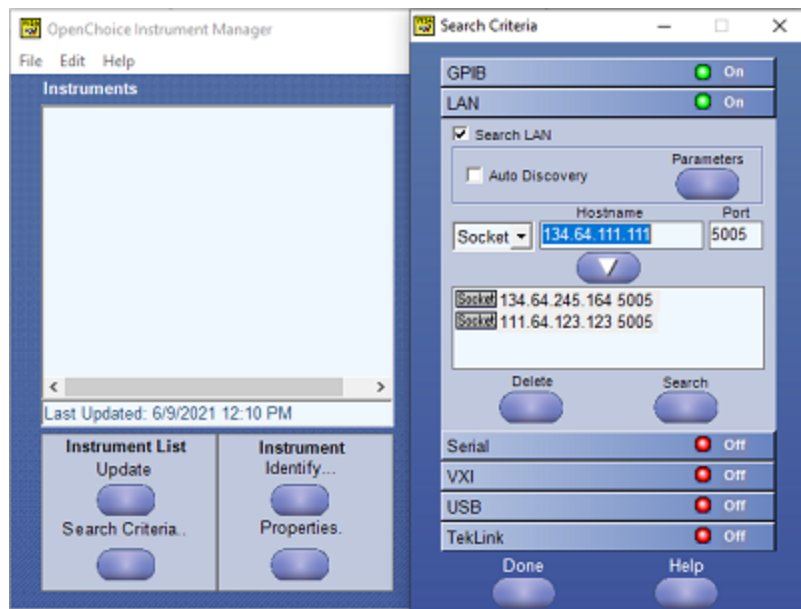 OpenChoice Instrument Manager
File Edit Help
Instruments
Last Updated: 6/9/2021 12:10 PM
Instrument List
Update
Search Criteria..
Instrument
Identify...
Properties.
Search Criteria
GPIB On
LAN On
Search LAN
Auto Discovery
Parameters
Hostname Port
Socket 134.64.111.111 5005
Socket 134.64.245.164 5005
Socket 111.64.123.123 5005
Delete Search
Serial Off
VXI Off
USB Off
TekLink Off
Done Help